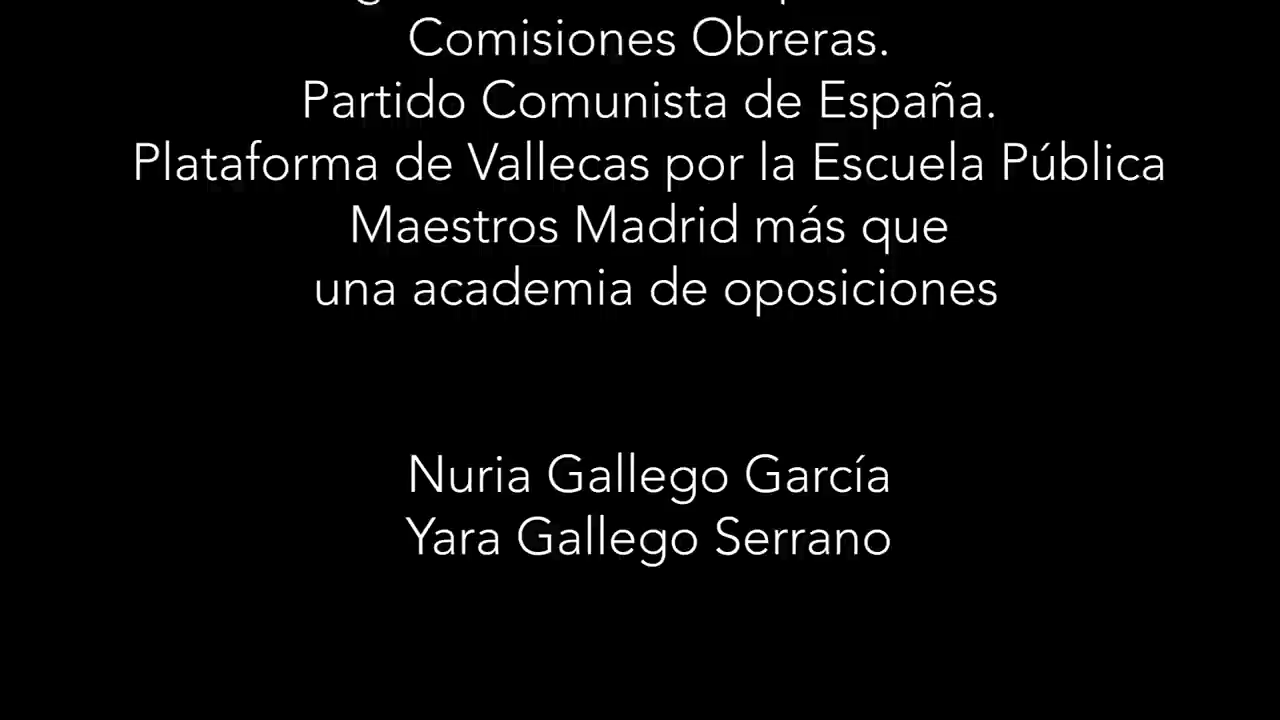 Comisiones Obreras.
Partido Comunista de España.
Plataforma de Vallecas por la Escuela Pública
Maestros Madrid más que
una academia de oposiciones
Nuria Gallego García
Yara Gallego Serrano